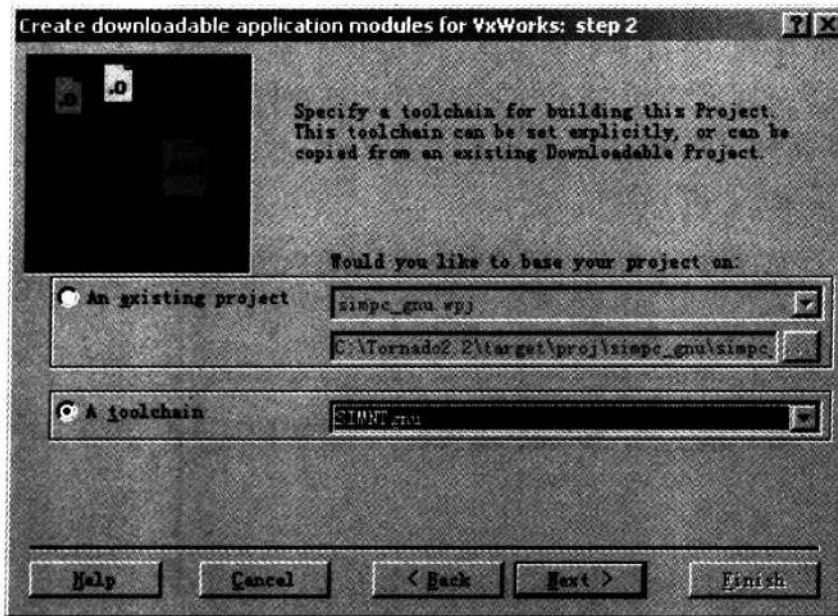 Create downloadable application modules for VxWorks: step 2
.o
.o
Specify a toolchain for building this Project.
This toolchain can be set explicitly, or can be
copied from an existing Downloadable Project.
Would you like to base your project on:
An existing project
simpc_gnu.wpj
C:\Tornado2.2\target\proj\simpc_gnu\simpc_
...
A toolchain
SIMNTgnu
Help
Cancel
< Back
Next >
Finish